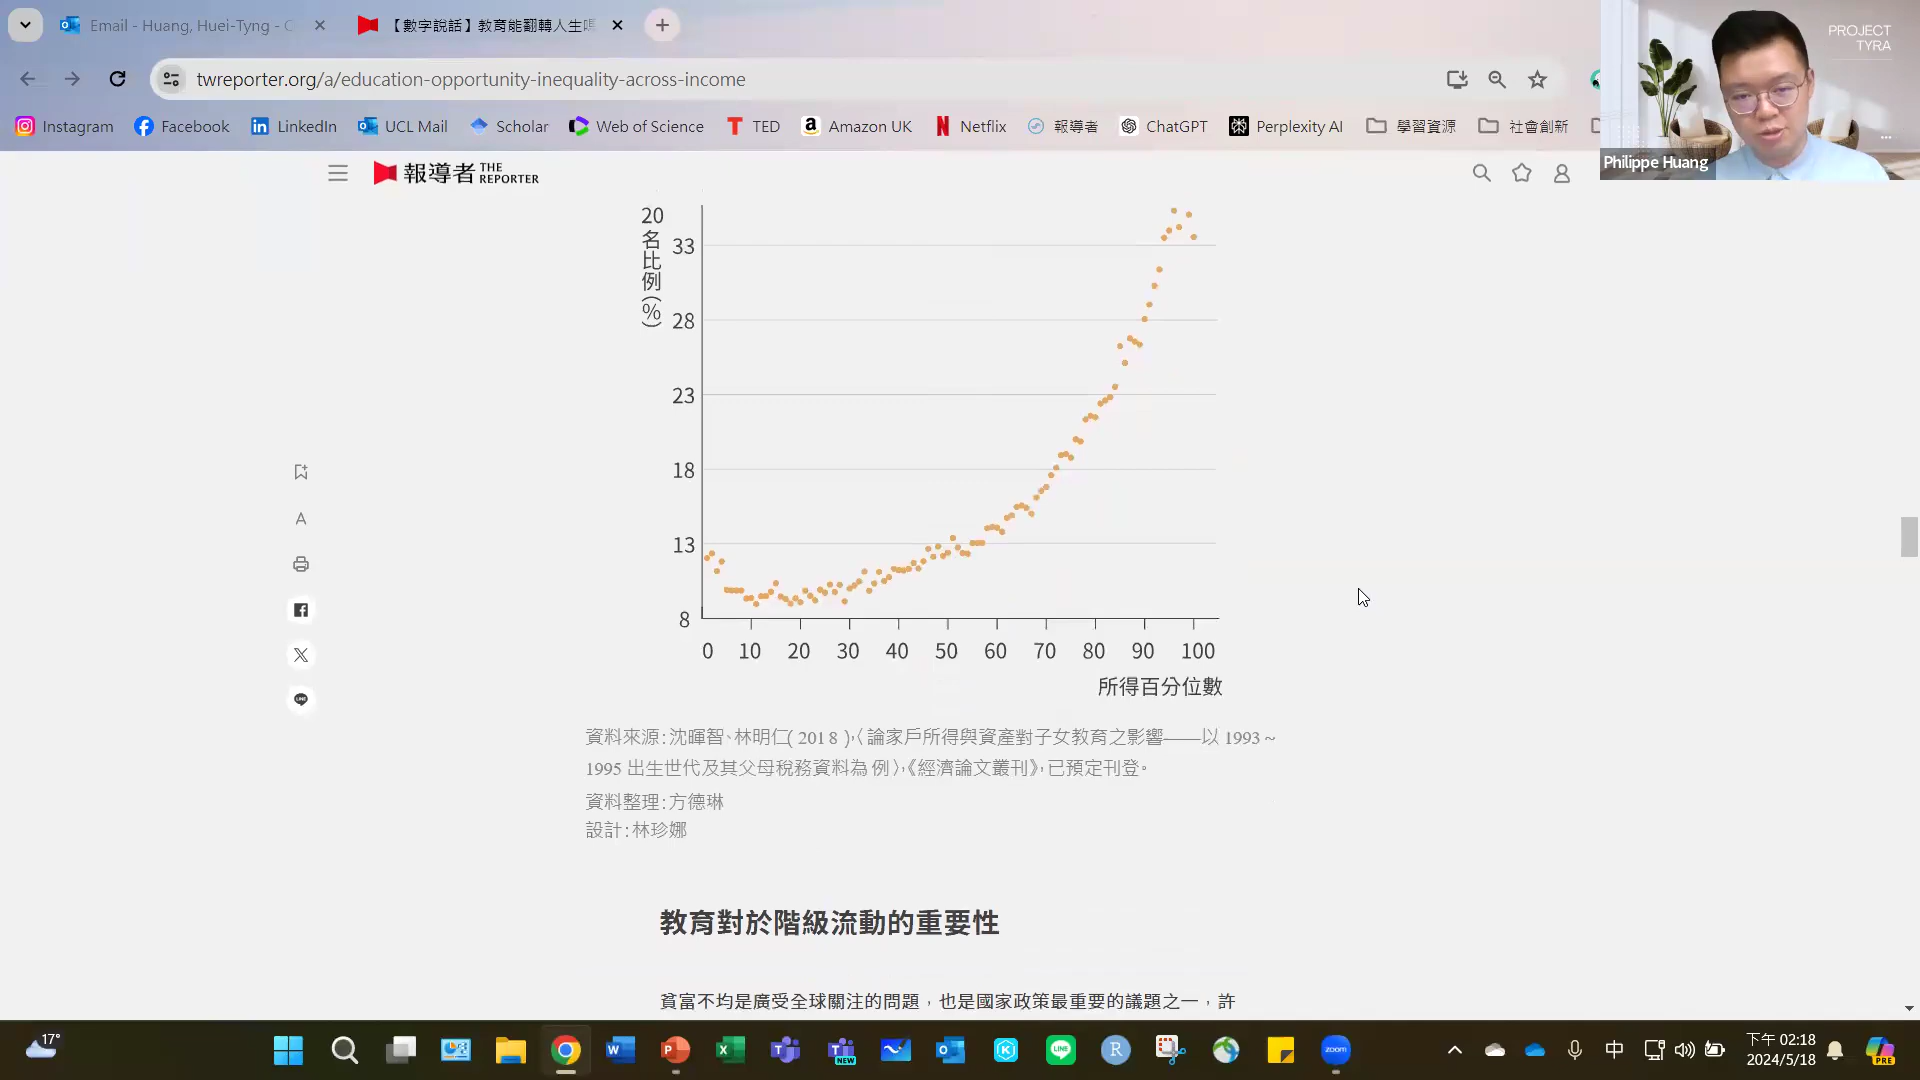 Email - Huang, Huei-Tyng - O
【數字說話】教育能翻轉人生嗎
twreporter.org/a/education-opportunity-inequality-across-income
Instagram Facebook LinkedIn UCL Mail Scholar Web of Science TED Amazon UK Netflix 報導者 ChatGPT Perplexity AI 學習資源 社會創新
PROJECT
TYRA
Philippe Huang
報導者 THE REPORTER
20
名
比
例
(%)
33
28
23
18
13
8
0 10 20 30 40 50 60 70 80 90 100
所得百分位數
資料來源:沈暉智、林明仁(2018),〈論家戶所得與資產對子女教育之影響——以 1993~
1995 出生世代及其父母稅務資料為例〉,《經濟論文叢刊》,已預定刊登。
資料整理:方德琳
設計:林珍娜
教育對於階級流動的重要性
貧富不均是廣受全球關注的問題,也是國家政策最重要的議題之一,許
17°
NEW
zoom
中
下午 02:18
2024/5/18
PRE